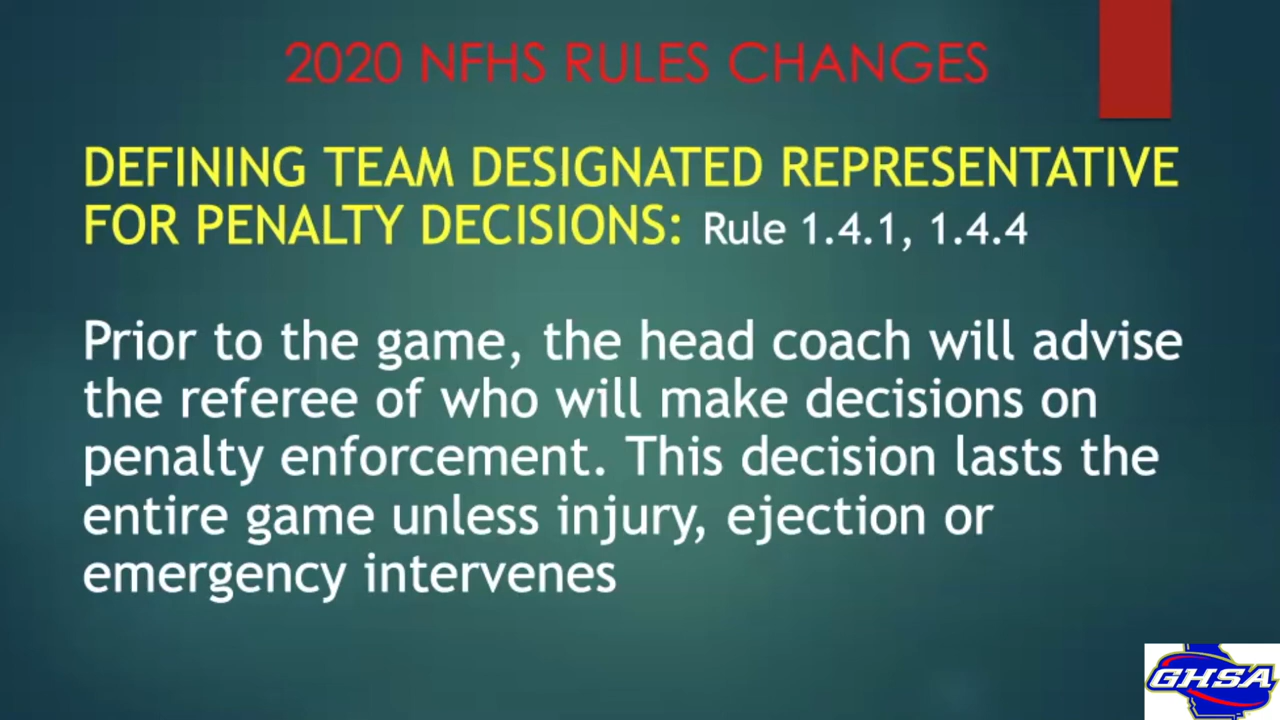 2020 NFHS RULES CHANGES
DEFINING TEAM DESIGNATED REPRESENTATIVE
FOR PENALTY DECISIONS: Rule 1.4.1, 1.4.4
Prior to the game, the head coach will advise
the referee of who will make decisions on
penalty enforcement. This decision lasts the
entire game unless injury, ejection or
emergency intervenes
GHSA